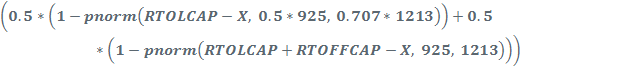 (0.5 * (1 − pnorm(RTOLCAP − X, 0.5 * 925, 0.707 * 1213)) + 0.5
* (1 − pnorm(RTOLCAP + RTOFFCAP − X, 925, 1213)))